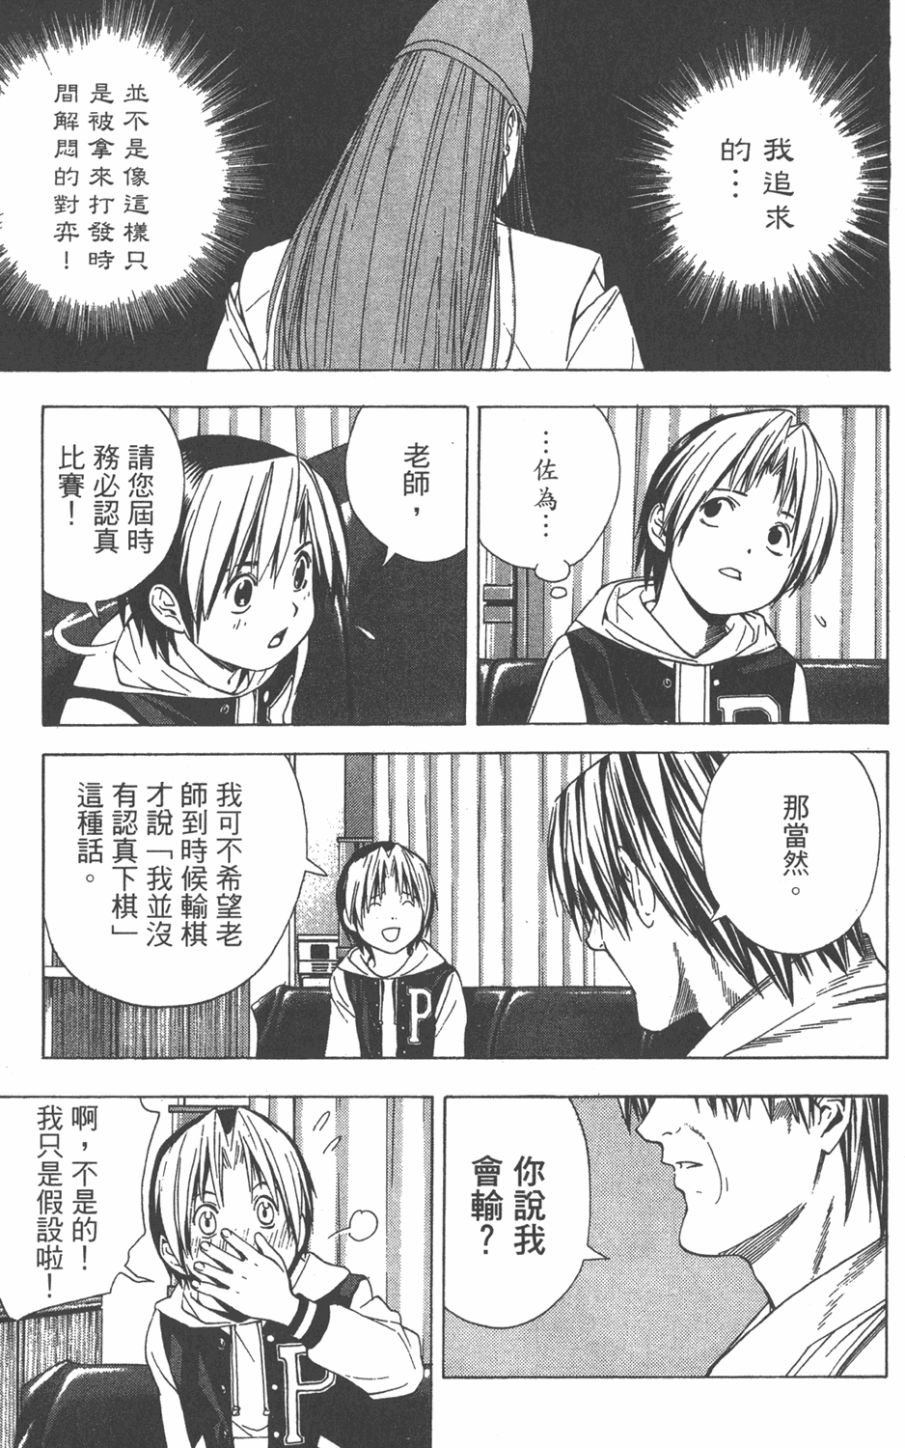 我追求
的…
並不是像這樣只
是被拿來打發時
間解悶的對弈！
…佐為…
老師，
請您屆時
務必認真
比賽！
那當然。
我可不希望老
師到時候輸棋
才說「我並沒
有認真下棋」
這種話。
P
你說我
會輸？
啊，不是的！
我只是假設啦！
P